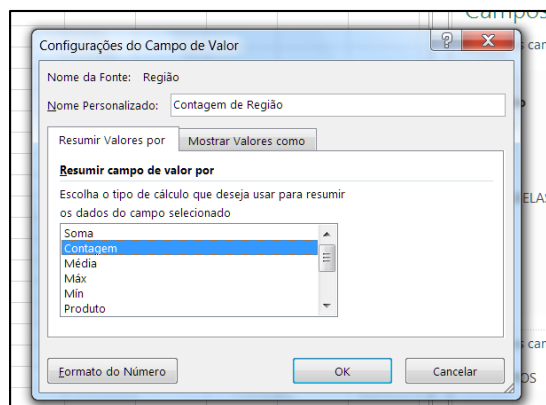 Campos
Configurações do Campo de Valor
Nome da Fonte: Região
Nome Personalizado: Contagem de Região
Resumir Valores por
Mostrar Valores como
Resumir campo de valor por
Escolha o tipo de cálculo que deseja usar para resumir
os dados do campo selecionado
Soma
Contagem
Média
Máx
Mín
Produto
Formato do Número
OK
Cancelar